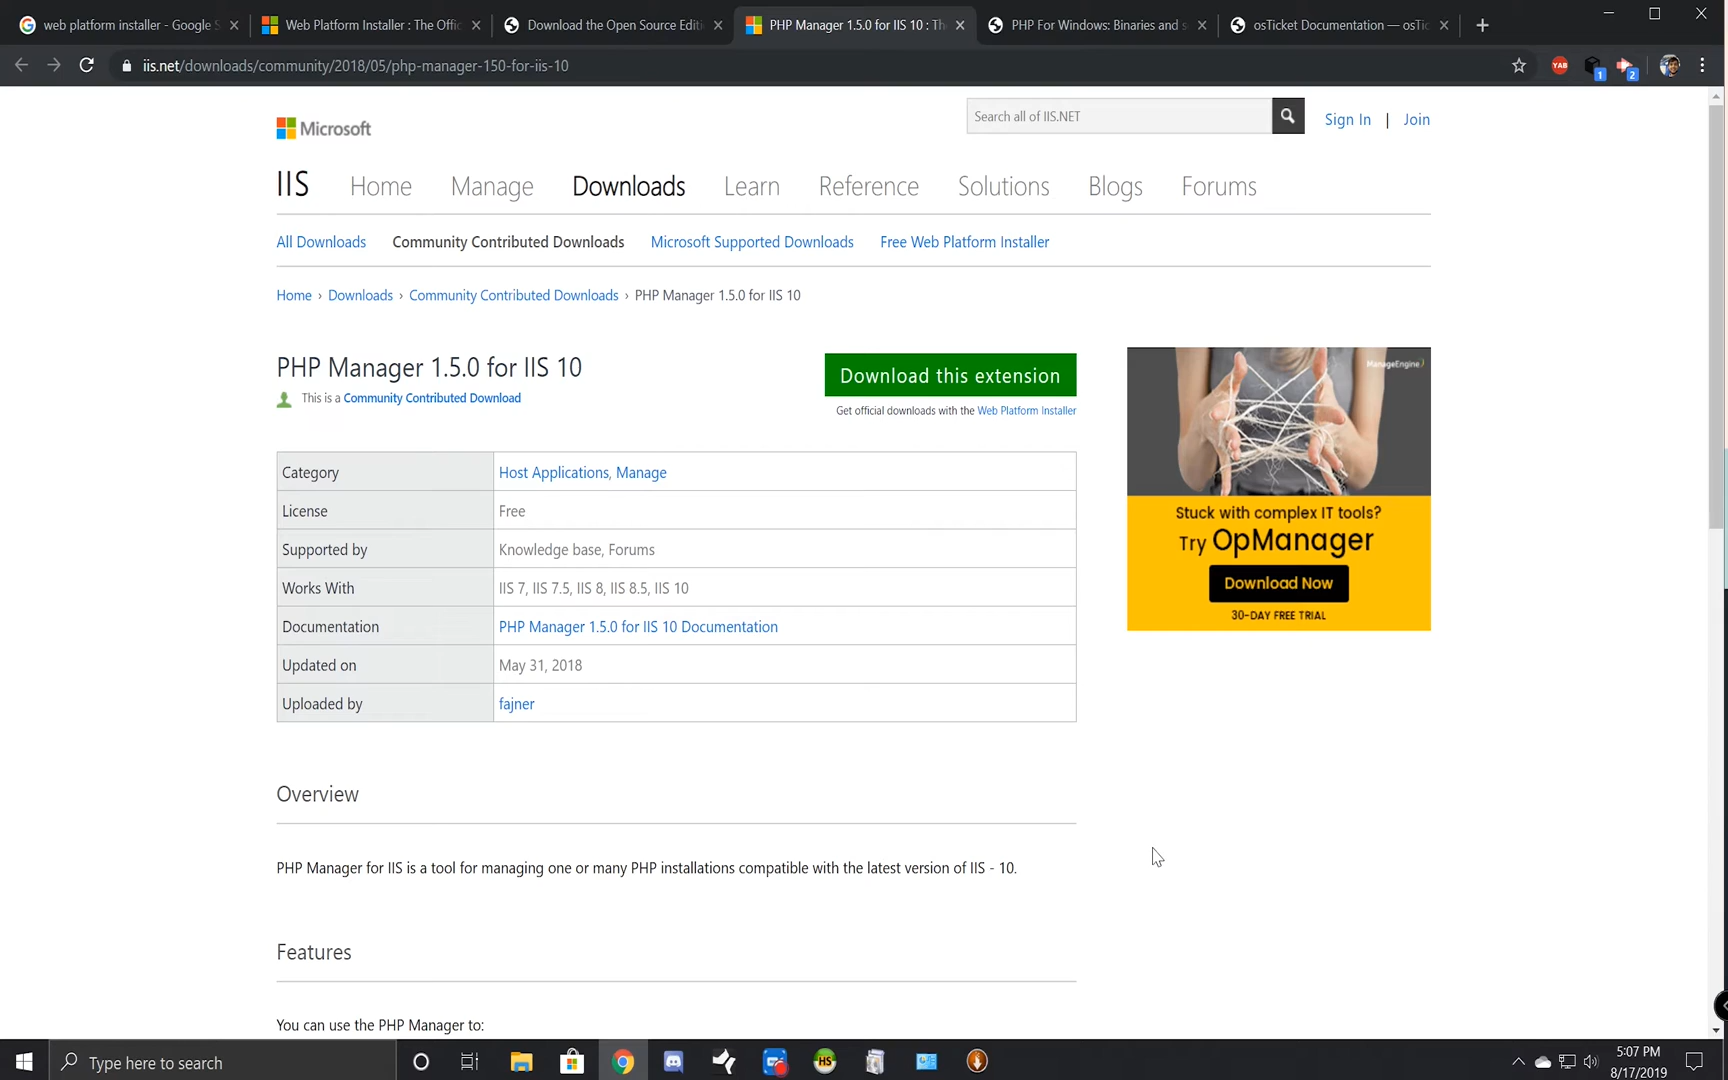 web platform installer - Google S
Web Platform Installer : The Offic
Download the Open Source Editi
PHP Manager 1.5.0 for IIS 10 : Th
PHP For Windows: Binaries and s
osTicket Documentation — osTic
iis.net/downloads/community/2018/05/php-manager-150-for-iis-10
YAB
1
2
Microsoft
Search all of IIS.NET
Sign In | Join
IIS Home Manage Downloads Learn Reference Solutions Blogs Forums
All Downloads Community Contributed Downloads Microsoft Supported Downloads Free Web Platform Installer
Home › Downloads › Community Contributed Downloads › PHP Manager 1.5.0 for IIS 10
PHP Manager 1.5.0 for IIS 10
This is a Community Contributed Download
Download this extension
Get official downloads with the Web Platform Installer
Category Host Applications, Manage
License Free
Supported by Knowledge base, Forums
Works With IIS 7, IIS 7.5, IIS 8, IIS 8.5, IIS 10
Documentation PHP Manager 1.5.0 for IIS 10 Documentation
Updated on May 31, 2018
Uploaded by fajner
ManageEngine
Stuck with complex IT tools?
Try OpManager
Download Now
30-DAY FREE TRIAL
Overview
PHP Manager for IIS is a tool for managing one or many PHP installations compatible with the latest version of IIS - 10.
Features
You can use the PHP Manager to:
Type here to search
HS
5:07 PM
8/17/2019